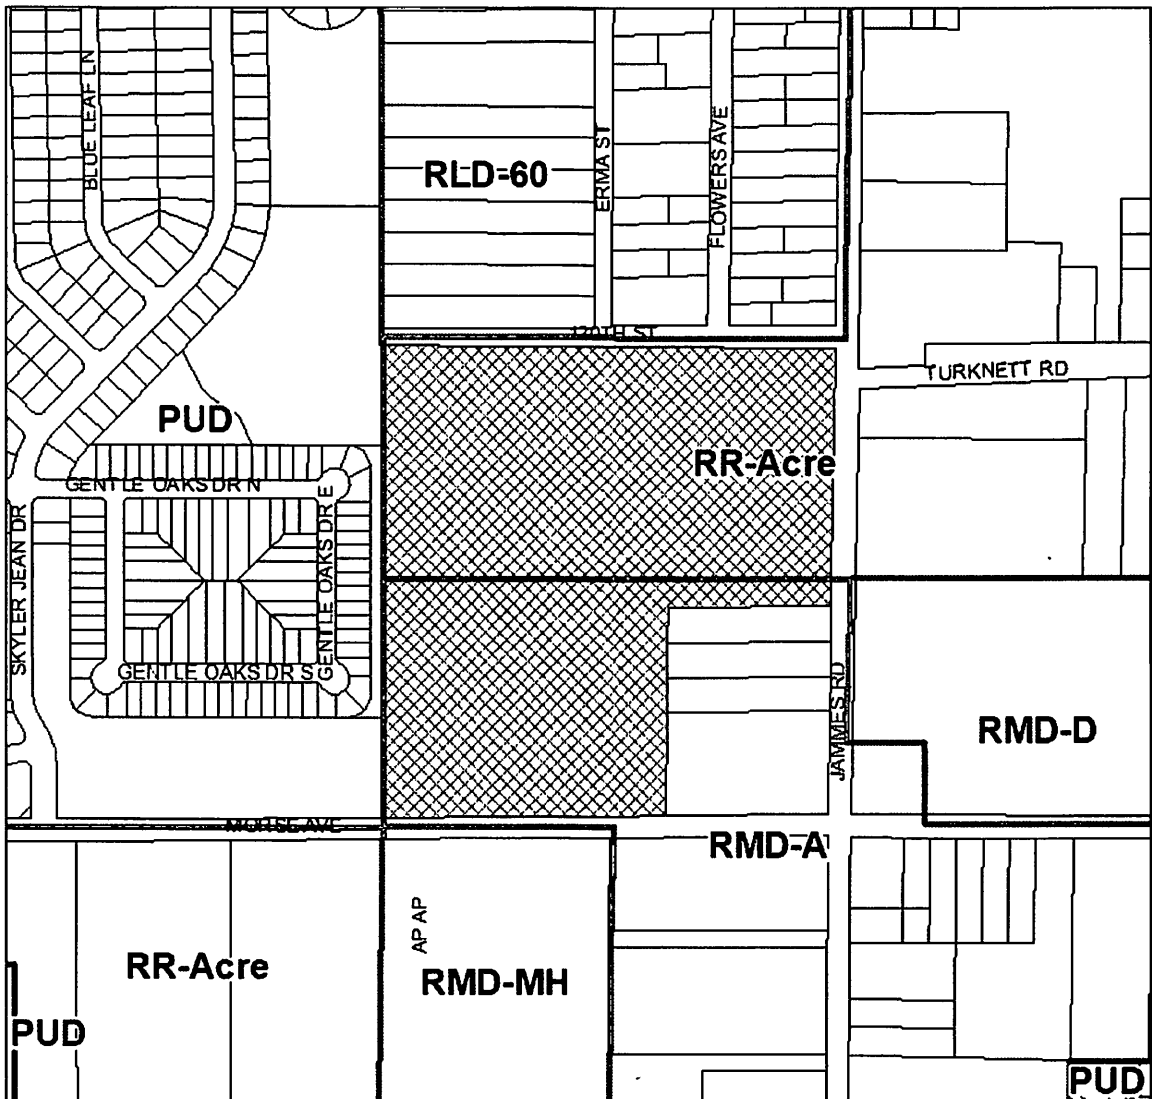 BLUE LEAF LN
RLD-60
ERMA ST
FLOWERS AVE
120TH ST
TURKNETT RD
PUD
RR-Acre
GENTLE OAKS DR N
GENTLE OAKS DR E
SKYLER JEAN DR
GENTLE OAKS DR S
JAMMES RD
RMD-D
MORSE AVE
RMD-A
AP AP
RR-Acre
RMD-MH
PUD
PUD